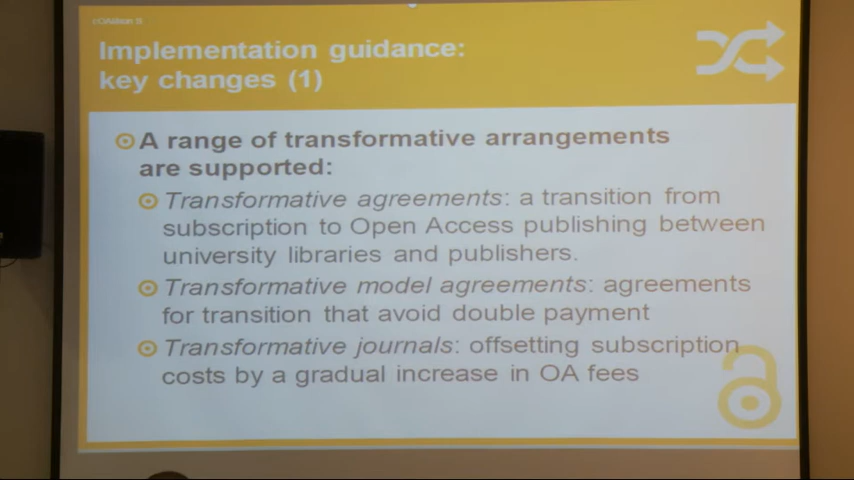 Implementation guidance:
key changes (1)
A range of transformative arrangements
are supported:
Transformative agreements: a transition from
subscription to Open Access publishing between
university libraries and publishers.
Transformative model agreements: agreements
for transition that avoid double payment
Transformative journals: offsetting subscription
costs by a gradual increase in OA fees